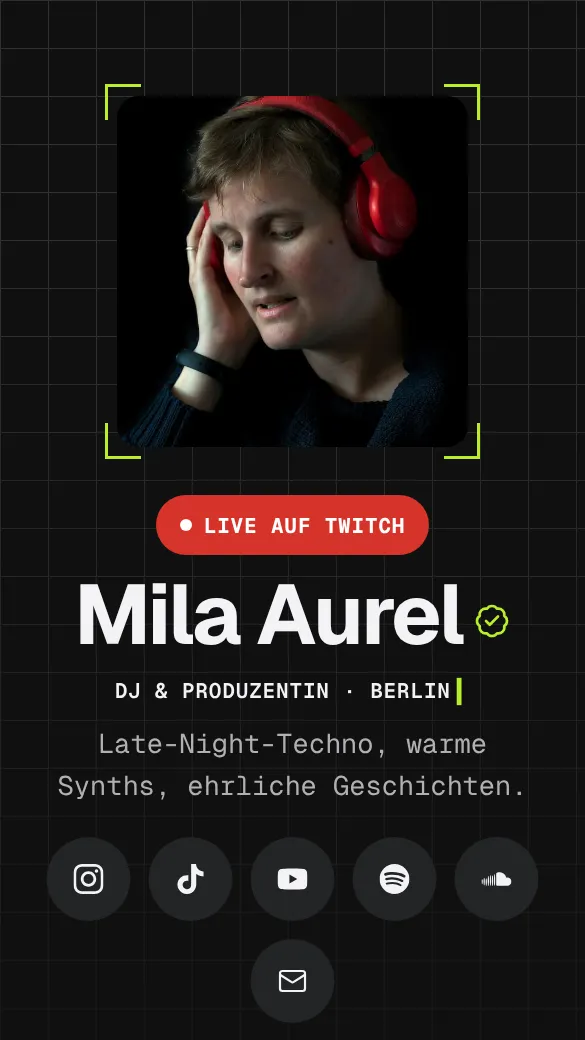 LIVE AUF TWITCH
Mila Aurel
DJ & PRODUZENTIN · BERLIN
Late-Night-Techno, warme
Synths, ehrliche Geschichten.